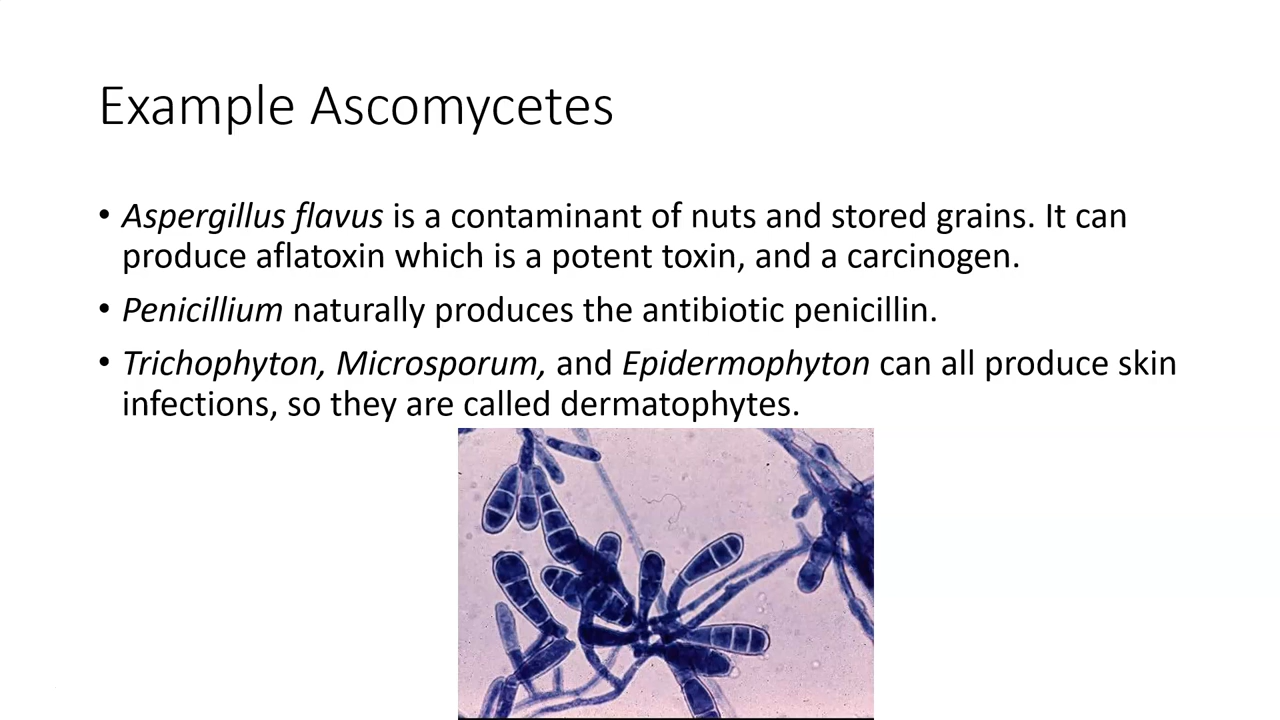 Example Ascomycetes
• Aspergillus flavus is a contaminant of nuts and stored grains. It can
produce aflatoxin which is a potent toxin, and a carcinogen.
• Penicillium naturally produces the antibiotic penicillin.
• Trichophyton, Microsporum, and Epidermophyton can all produce skin
infections, so they are called dermatophytes.